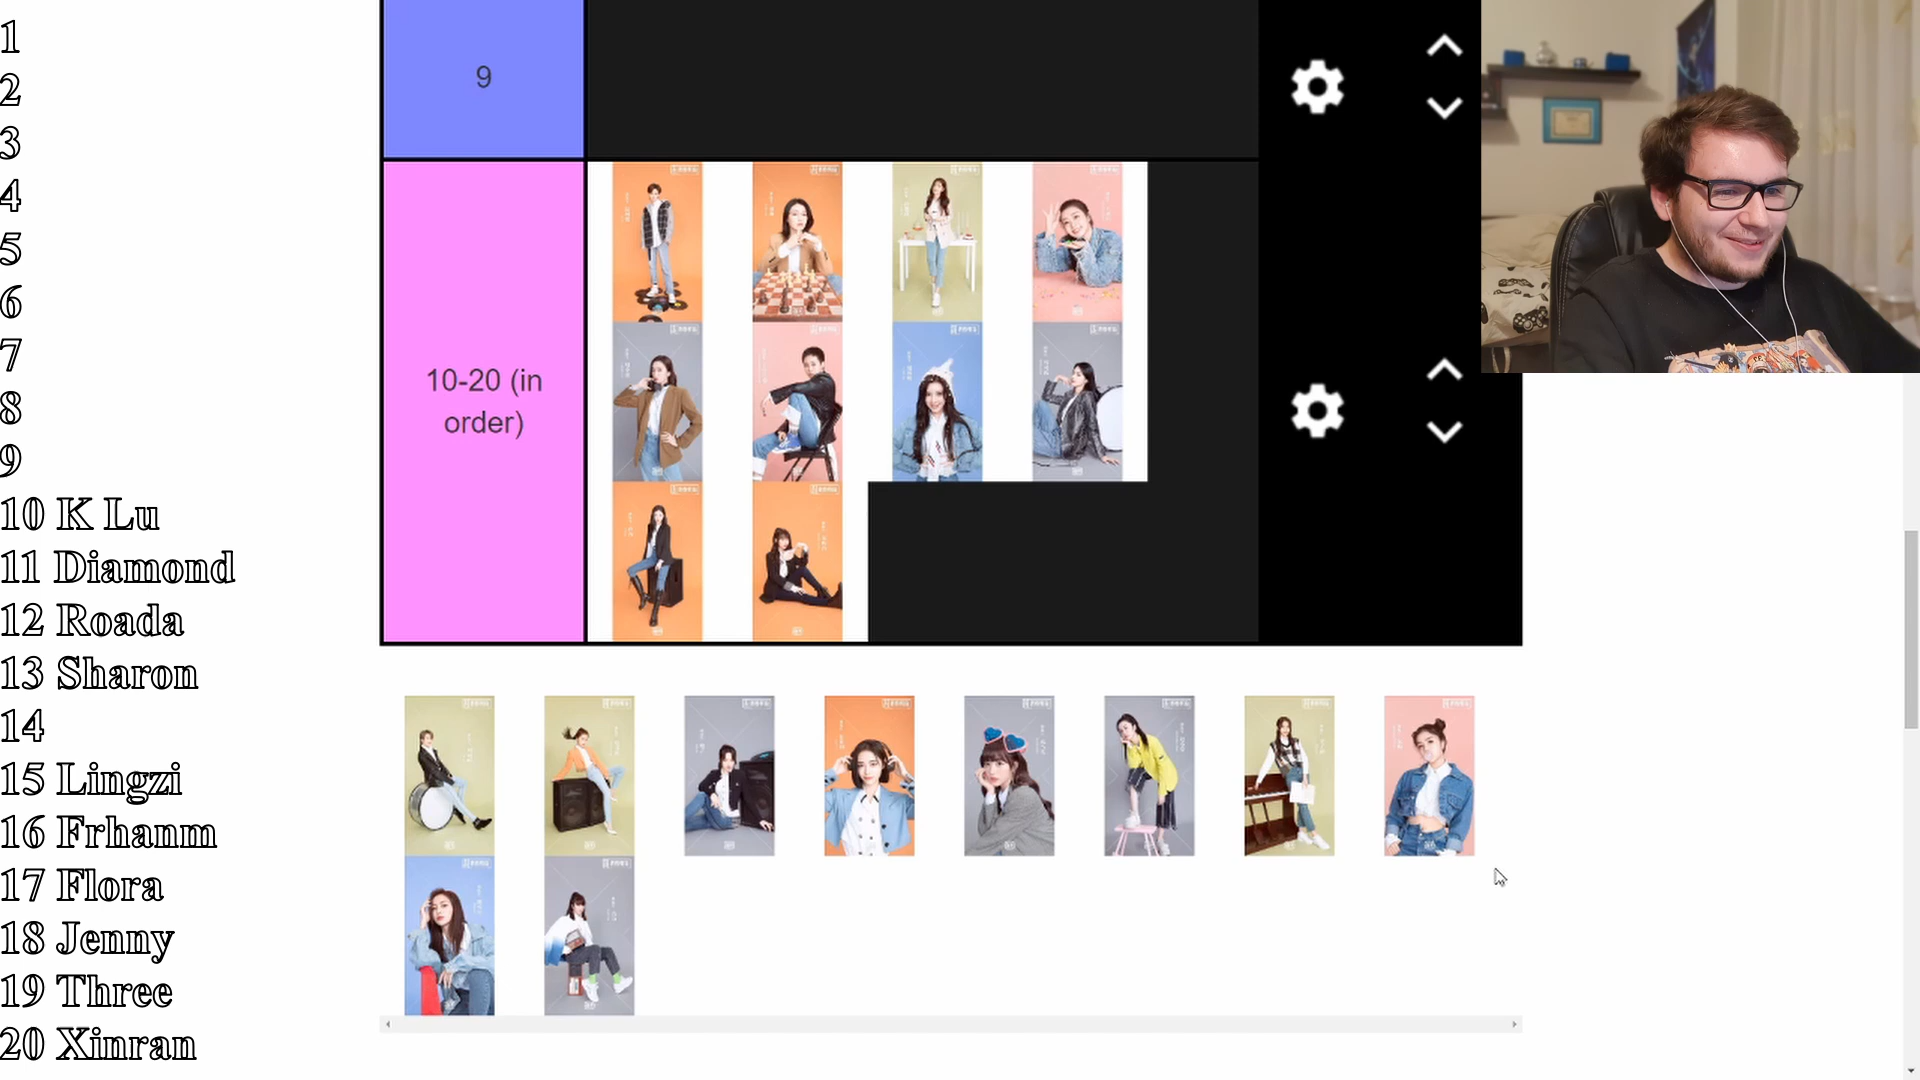 1
2
3
4
5
6
7
8
9
10 K Lu
11 Diamond
12 Roada
13 Sharon
14
15 Lingzi
16 Frhanm
17 Flora
18 Jenny
19 Three
20 Xinran
9
10-20 (in
order)